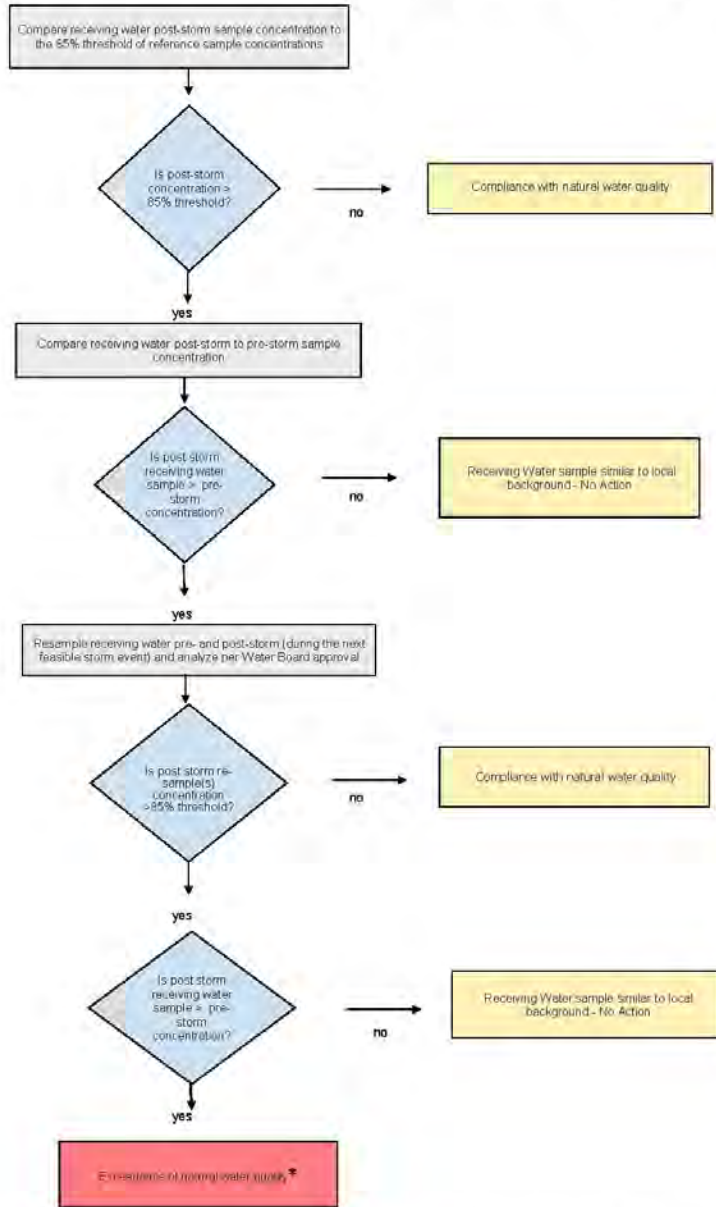 Compare receiving water post-storm sample concentration to
the 85% threshold of reference sample concentrations
Is post-storm
concentration >
85% threshold?
no
Compliance with natural water quality
yes
Compare receiving water post-storm to pre-storm sample
concentration
Is post storm
receiving water
sample > pre-
storm
concentration?
no
Receiving Water sample similar to local
background - No Action
yes
Resample receiving water pre- and post-storm (during the next
feasible storm event) and analyze per Water Board approval
Is post storm re-
sample(s)
concentration
>85% threshold?
no
Compliance with natural water quality
yes
Is post storm
receiving water
sample > pre-
storm
concentration?
no
Receiving Water sample similar to local
background - No Action
yes
Exceedance of natural water quality*